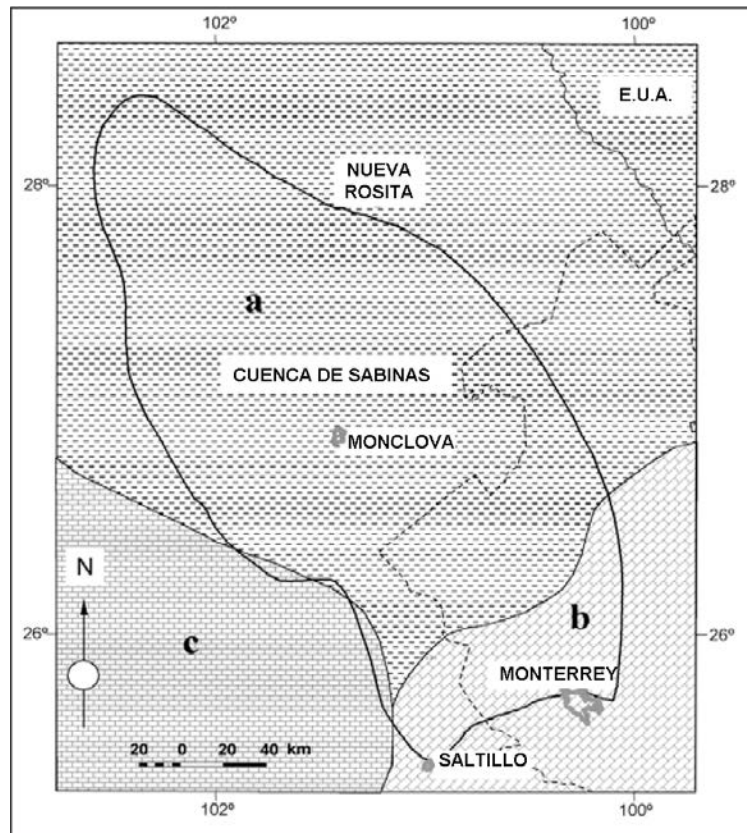 102º 100º
E.U.A.
NUEVA
ROSITA
28º 28º
a
CUENCA DE SABINAS
MONCLOVA
N
26º b 26º
c
MONTERREY
20 0 20 40 km
SALTILLO
102º 100º